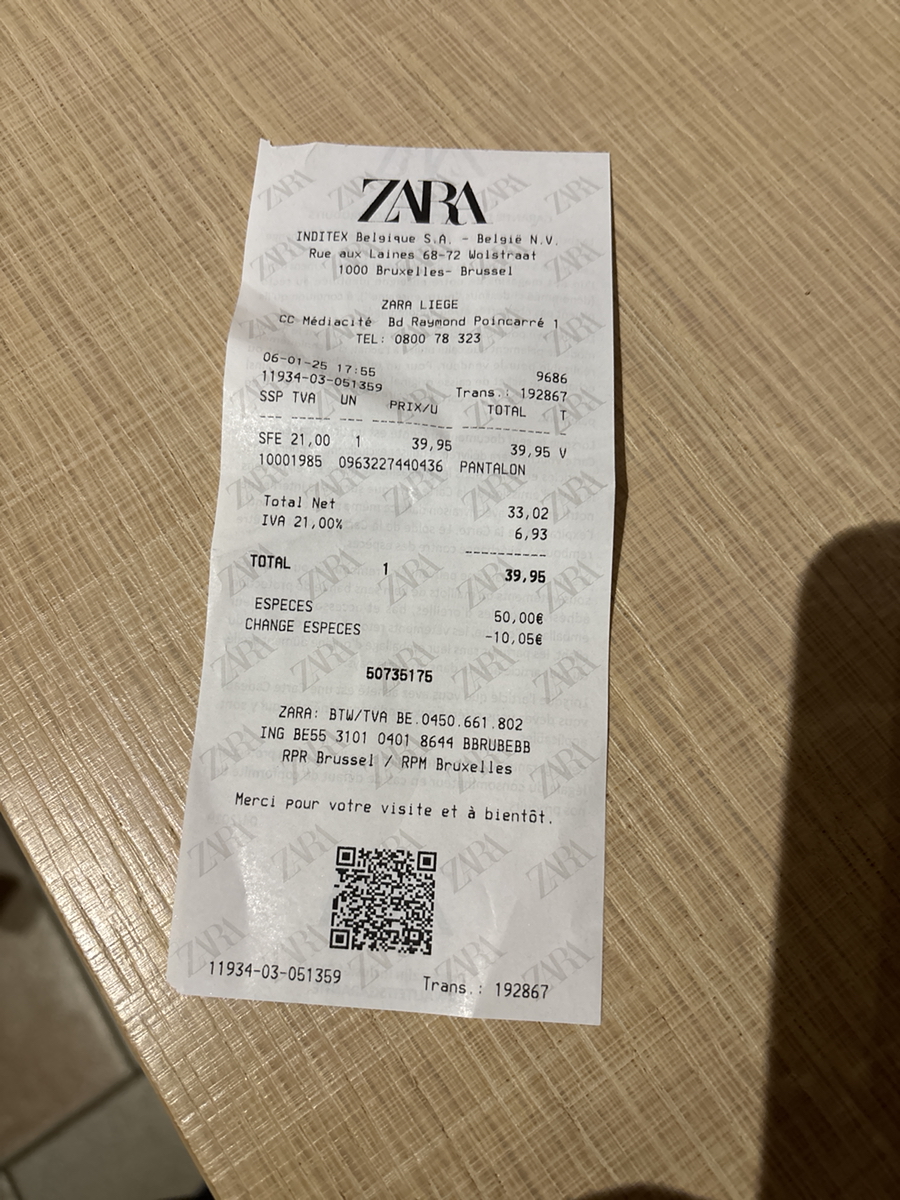 ZARA
INDITEX Belgique S.A. - België N.V.
Rue aux Laines 68-72 Wolstraat
1000 Bruxelles- Brussel
ZARA LIEGE
CC Médiacité Bd Raymond Poincarré 1
TEL: 0800 78 323
06-01-25 17:55 9686
11934-03-051359 Trans.: 192867
SSP TVA UN PRIX/U TOTAL T
SFE 21,00 1 39,95 39,95 V
10001985 0963227440436 PANTALON
Total Net 33,02
IVA 21,00% 6,93
TOTAL 1 39,95
ESPECES 50,00€
CHANGE ESPECES -10,05€
50735175
ZARA: BTW/TVA BE.0450.661.802
ING BE55 3101 0401 8644 BBRUBEBB
RPR Brussel / RPM Bruxelles
Merci pour votre visite et à bientôt.
11934-03-051359 Trans.: 192867